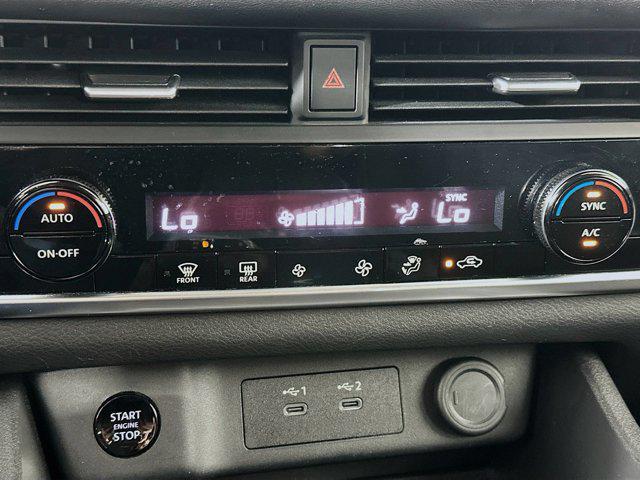 Lo
SYNC
Lo
AUTO
ON·OFF
SYNC
A/C
FRONT
REAR
1
2
START
ENGINE
STOP